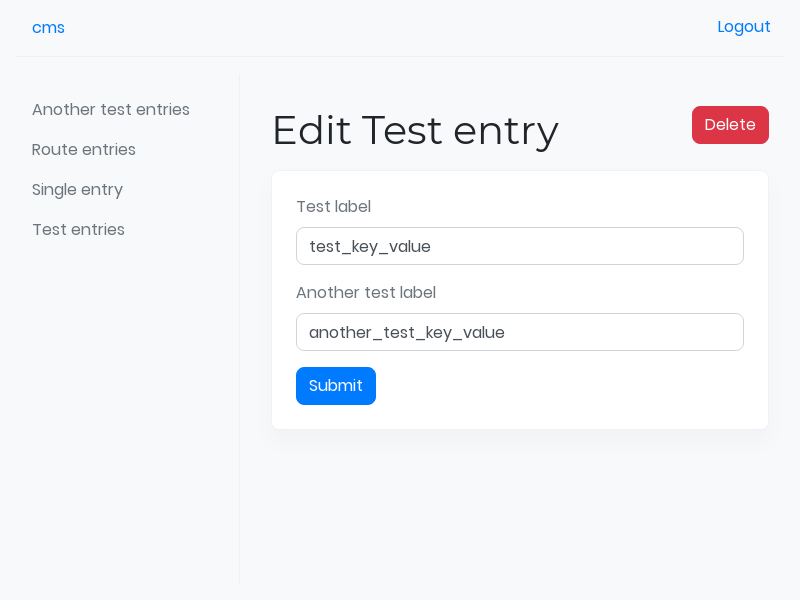 cms
Logout
Another test entries
Route entries
Single entry
Test entries
Edit Test entry
Delete
Test label
test_key_value
Another test label
another_test_key_value
Submit